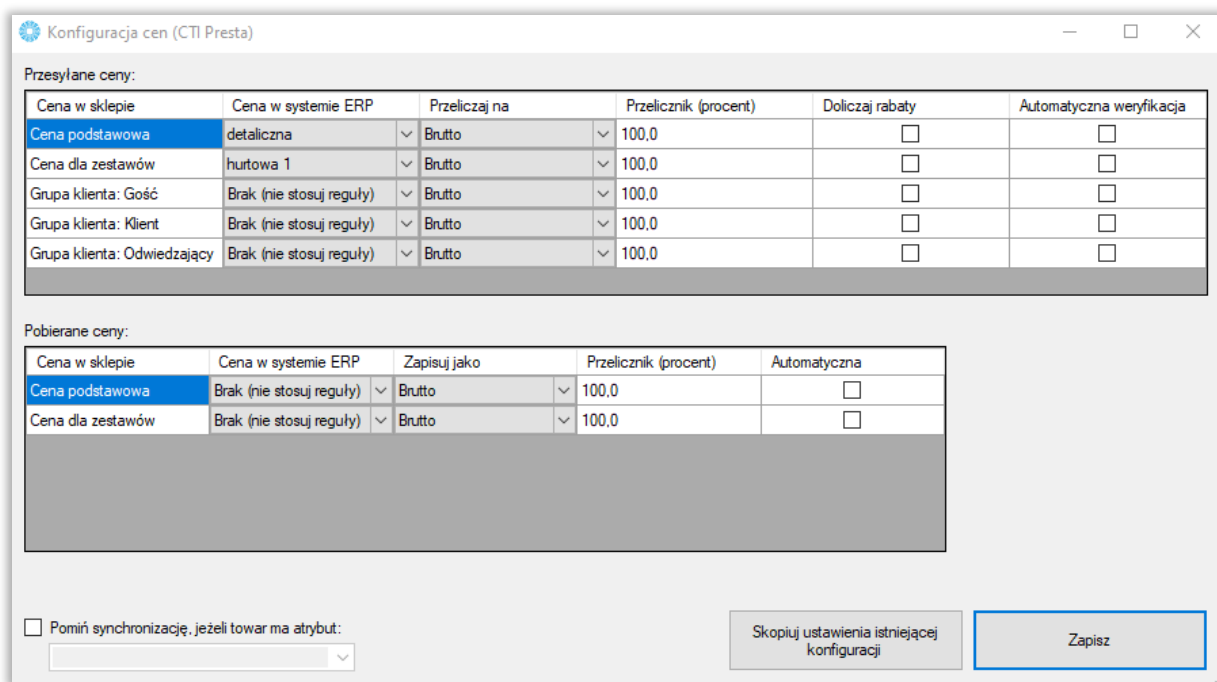 Konfiguracja cen (CTI Presta)
Przesyłane ceny:
Cena w sklepie Cena w systemie ERP Przeliczaj na Przelicznik (procent) Doliczaj rabaty Automatyczna weryfikacja
Cena podstawowa detaliczna Brutto 100,0
Cena dla zestawów hurtowa 1 Brutto 100,0
Grupa klienta: Gość Brak (nie stosuj reguły) Brutto 100,0
Grupa klienta: Klient Brak (nie stosuj reguły) Brutto 100,0
Grupa klienta: Odwiedzający Brak (nie stosuj reguły) Brutto 100,0
Pobierane ceny:
Cena w sklepie Cena w systemie ERP Zapisuj jako Przelicznik (procent) Automatyczna
Cena podstawowa Brak (nie stosuj reguły) Brutto 100,0
Cena dla zestawów Brak (nie stosuj reguły) Brutto 100,0
Pomiń synchronizację, jeżeli towar ma atrybut:
Skopiuj ustawienia istniejącej
konfiguracji
Zapisz